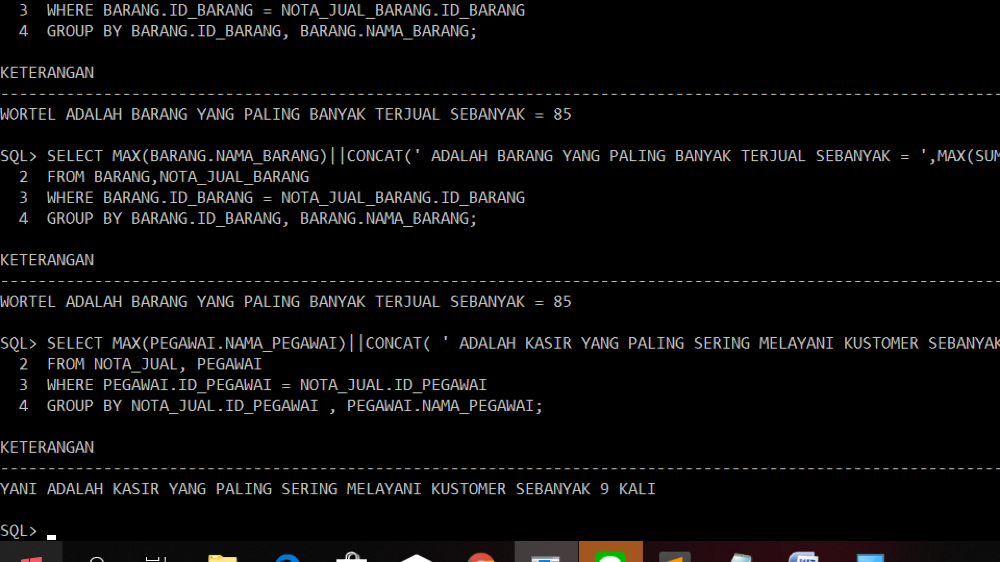 3 WHERE BARANG.ID_BARANG = NOTA_JUAL_BARANG.ID_BARANG
4 GROUP BY BARANG.ID_BARANG, BARANG.NAMA_BARANG;
KETERANGAN
--------------------------------------------------------------------------------------------------------
WORTEL ADALAH BARANG YANG PALING BANYAK TERJUAL SEBANYAK = 85
SQL> SELECT MAX(BARANG.NAMA_BARANG)||CONCAT(' ADALAH BARANG YANG PALING BANYAK TERJUAL SEBANYAK = ',MAX(SUM
2 FROM BARANG,NOTA_JUAL_BARANG
3 WHERE BARANG.ID_BARANG = NOTA_JUAL_BARANG.ID_BARANG
4 GROUP BY BARANG.ID_BARANG, BARANG.NAMA_BARANG;
KETERANGAN
--------------------------------------------------------------------------------------------------------
WORTEL ADALAH BARANG YANG PALING BANYAK TERJUAL SEBANYAK = 85
SQL> SELECT MAX(PEGAWAI.NAMA_PEGAWAI)||CONCAT( ' ADALAH KASIR YANG PALING SERING MELAYANI KUSTOMER SEBANYAK
2 FROM NOTA_JUAL, PEGAWAI
3 WHERE PEGAWAI.ID_PEGAWAI = NOTA_JUAL.ID_PEGAWAI
4 GROUP BY NOTA_JUAL.ID_PEGAWAI , PEGAWAI.NAMA_PEGAWAI;
KETERANGAN
--------------------------------------------------------------------------------------------------------
YANI ADALAH KASIR YANG PALING SERING MELAYANI KUSTOMER SEBANYAK 9 KALI
SQL>